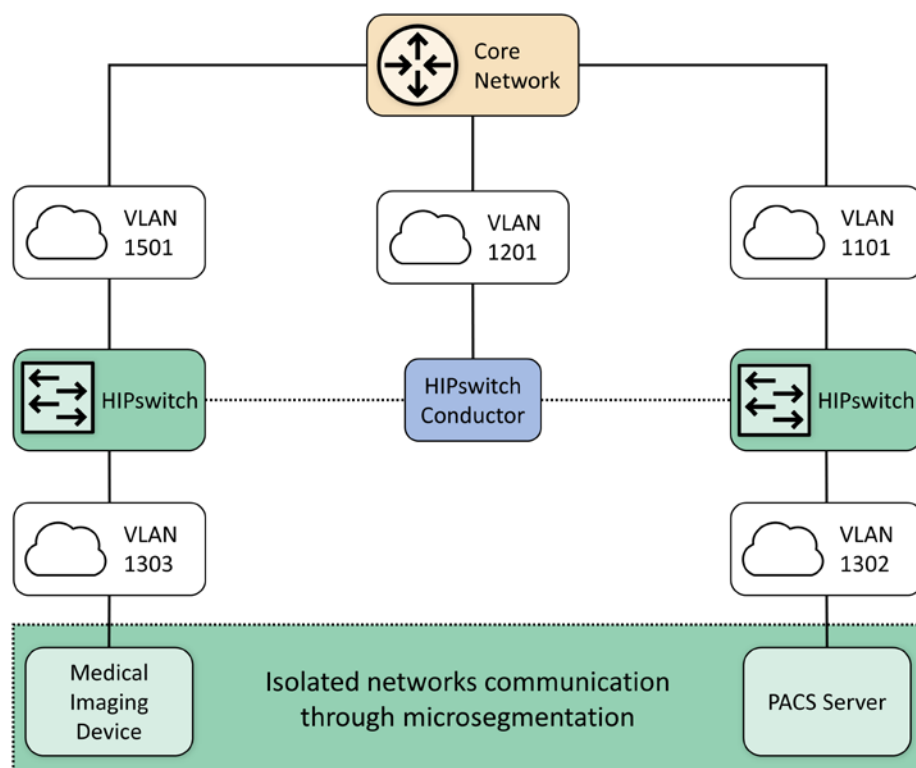 Core
Network
VLAN
1501
VLAN
1201
VLAN
1101
HIPswitch
HIPswitch
Conductor
HIPswitch
VLAN
1303
VLAN
1302
Medical
Imaging
Device
Isolated networks communication
through microsegmentation
PACS Server